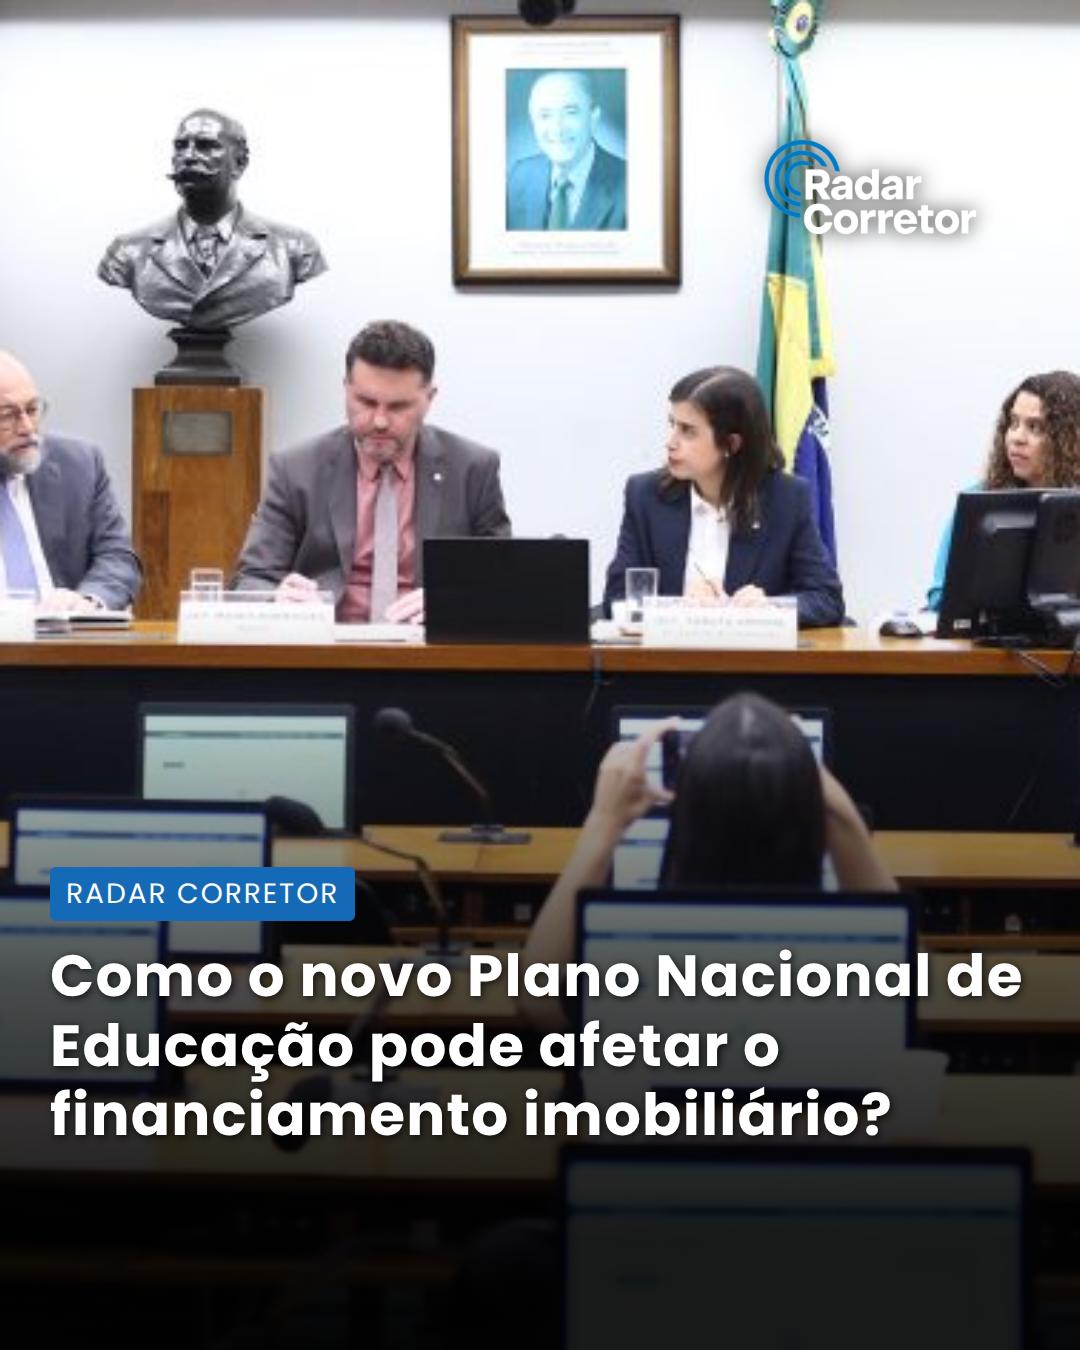 Radar
Corretor
RADAR CORRETOR
Como o novo Plano Nacional de
Educação pode afetar o
financiamento imobiliário?